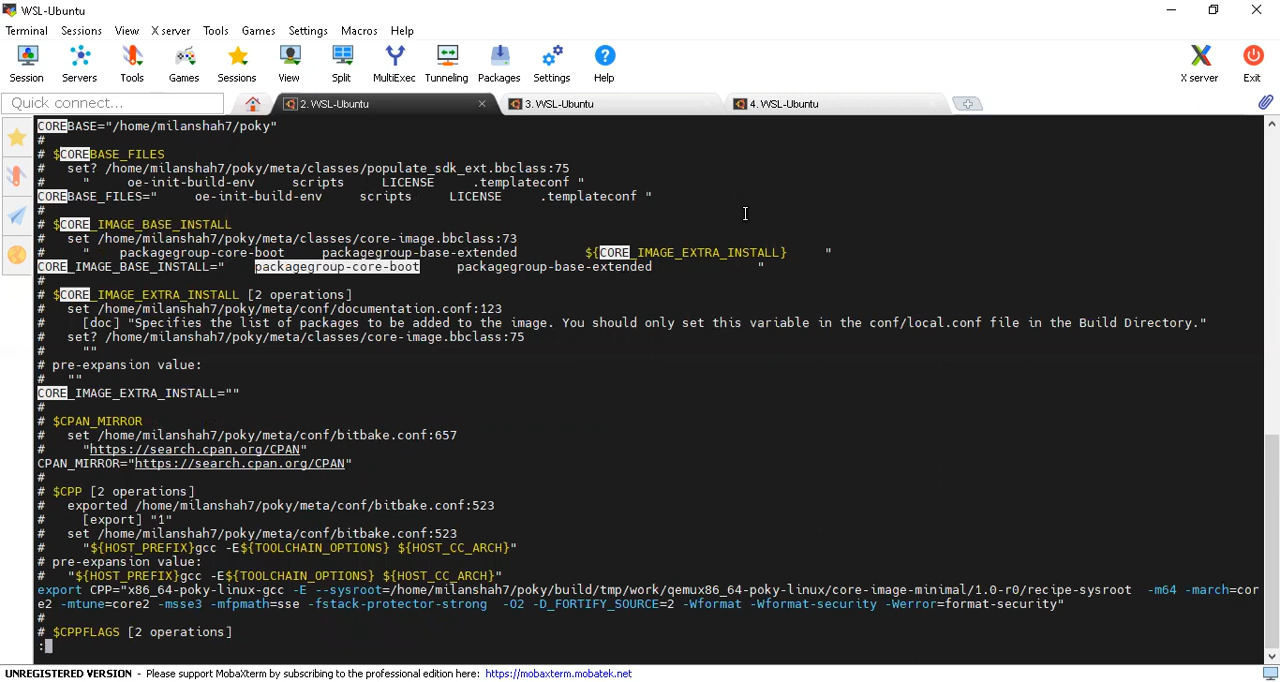 WSL-Ubuntu
Terminal Sessions View X server Tools Games Settings Macros Help
Session Servers Tools Games Sessions View Split MultiExec Tunneling Packages Settings Help X server Exit
Quick connect... 2. WSL-Ubuntu 3. WSL-Ubuntu 4. WSL-Ubuntu
COREBASE="/home/milanshah7/poky"
#
# $COREBASE_FILES
#   set? /home/milanshah7/poky/meta/classes/populate_sdk_ext.bbclass:75
#     "     oe-init-build-env     scripts     LICENSE     .templateconf "
COREBASE_FILES="     oe-init-build-env     scripts     LICENSE     .templateconf "
#
# $CORE_IMAGE_BASE_INSTALL
#   set /home/milanshah7/poky/meta/classes/core-image.bbclass:73
#     "    packagegroup-core-boot     packagegroup-base-extended         ${CORE_IMAGE_EXTRA_INSTALL}     "
CORE_IMAGE_BASE_INSTALL="    packagegroup-core-boot     packagegroup-base-extended              "
#
# $CORE_IMAGE_EXTRA_INSTALL [2 operations]
#   set /home/milanshah7/poky/meta/conf/documentation.conf:123
#     [doc] "Specifies the list of packages to be added to the image. You should only set this variable in the conf/local.conf file in the Build Directory."
#   set? /home/milanshah7/poky/meta/classes/core-image.bbclass:75
#     ""
# pre-expansion value:
#   ""
CORE_IMAGE_EXTRA_INSTALL=""
#
# $CPAN_MIRROR
#   set /home/milanshah7/poky/meta/conf/bitbake.conf:657
#     "https://search.cpan.org/CPAN"
CPAN_MIRROR="https://search.cpan.org/CPAN"
#
# $CPP [2 operations]
#   exported /home/milanshah7/poky/meta/conf/bitbake.conf:523
#     [export] "1"
#   set /home/milanshah7/poky/meta/conf/bitbake.conf:523
#     "${HOST_PREFIX}gcc -E${TOOLCHAIN_OPTIONS} ${HOST_CC_ARCH}"
# pre-expansion value:
#   "${HOST_PREFIX}gcc -E${TOOLCHAIN_OPTIONS} ${HOST_CC_ARCH}"
export CPP="x86_64-poky-linux-gcc -E --sysroot=/home/milanshah7/poky/build/tmp/work/qemux86_64-poky-linux/core-image-minimal/1.0-r0/recipe-sysroot  -m64 -march=cor
e2 -mtune=core2 -msse3 -mfpmath=sse -fstack-protector-strong  -O2 -D_FORTIFY_SOURCE=2 -Wformat -Wformat-security -Werror=format-security"
#
# $CPPFLAGS [2 operations]
:
UNREGISTERED VERSION - Please support MobaXterm by subscribing to the professional edition here: https://mobaxterm.mobatek.net